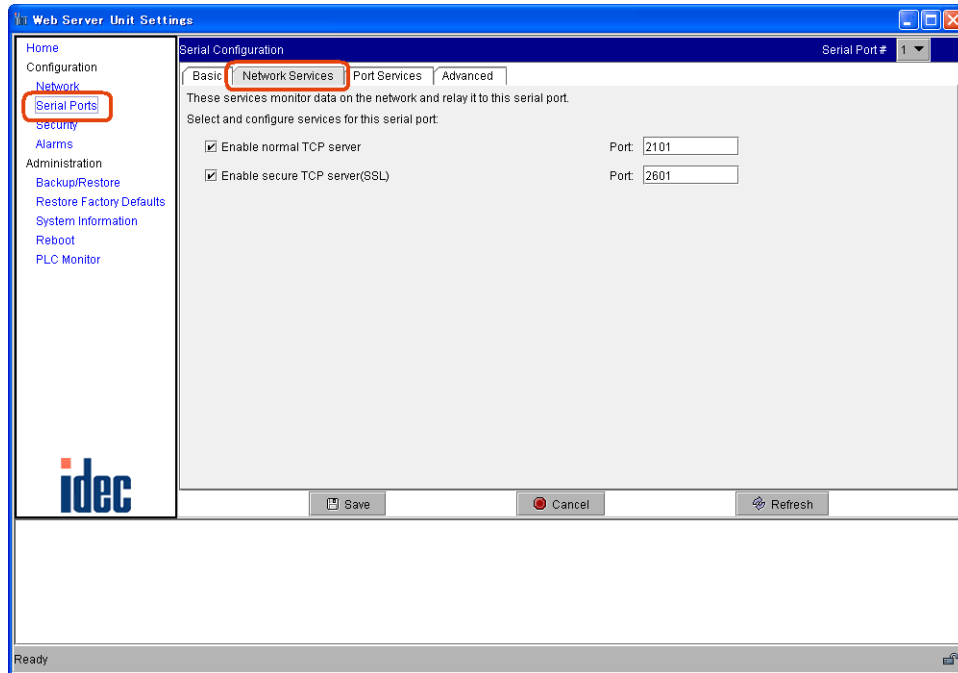 Web Server Unit Settings
Home
Configuration
Network
Serial Ports
Security
Alarms
Administration
Backup/Restore
Restore Factory Defaults
System Information
Reboot
PLC Monitor
idec
Serial Configuration
Serial Port# 1
Basic Network Services Port Services Advanced
These services monitor data on the network and relay it to this serial port.
Select and configure services for this serial port:
Enable normal TCP server Port: 2101
Enable secure TCP server(SSL) Port: 2601
Save Cancel Refresh
Ready